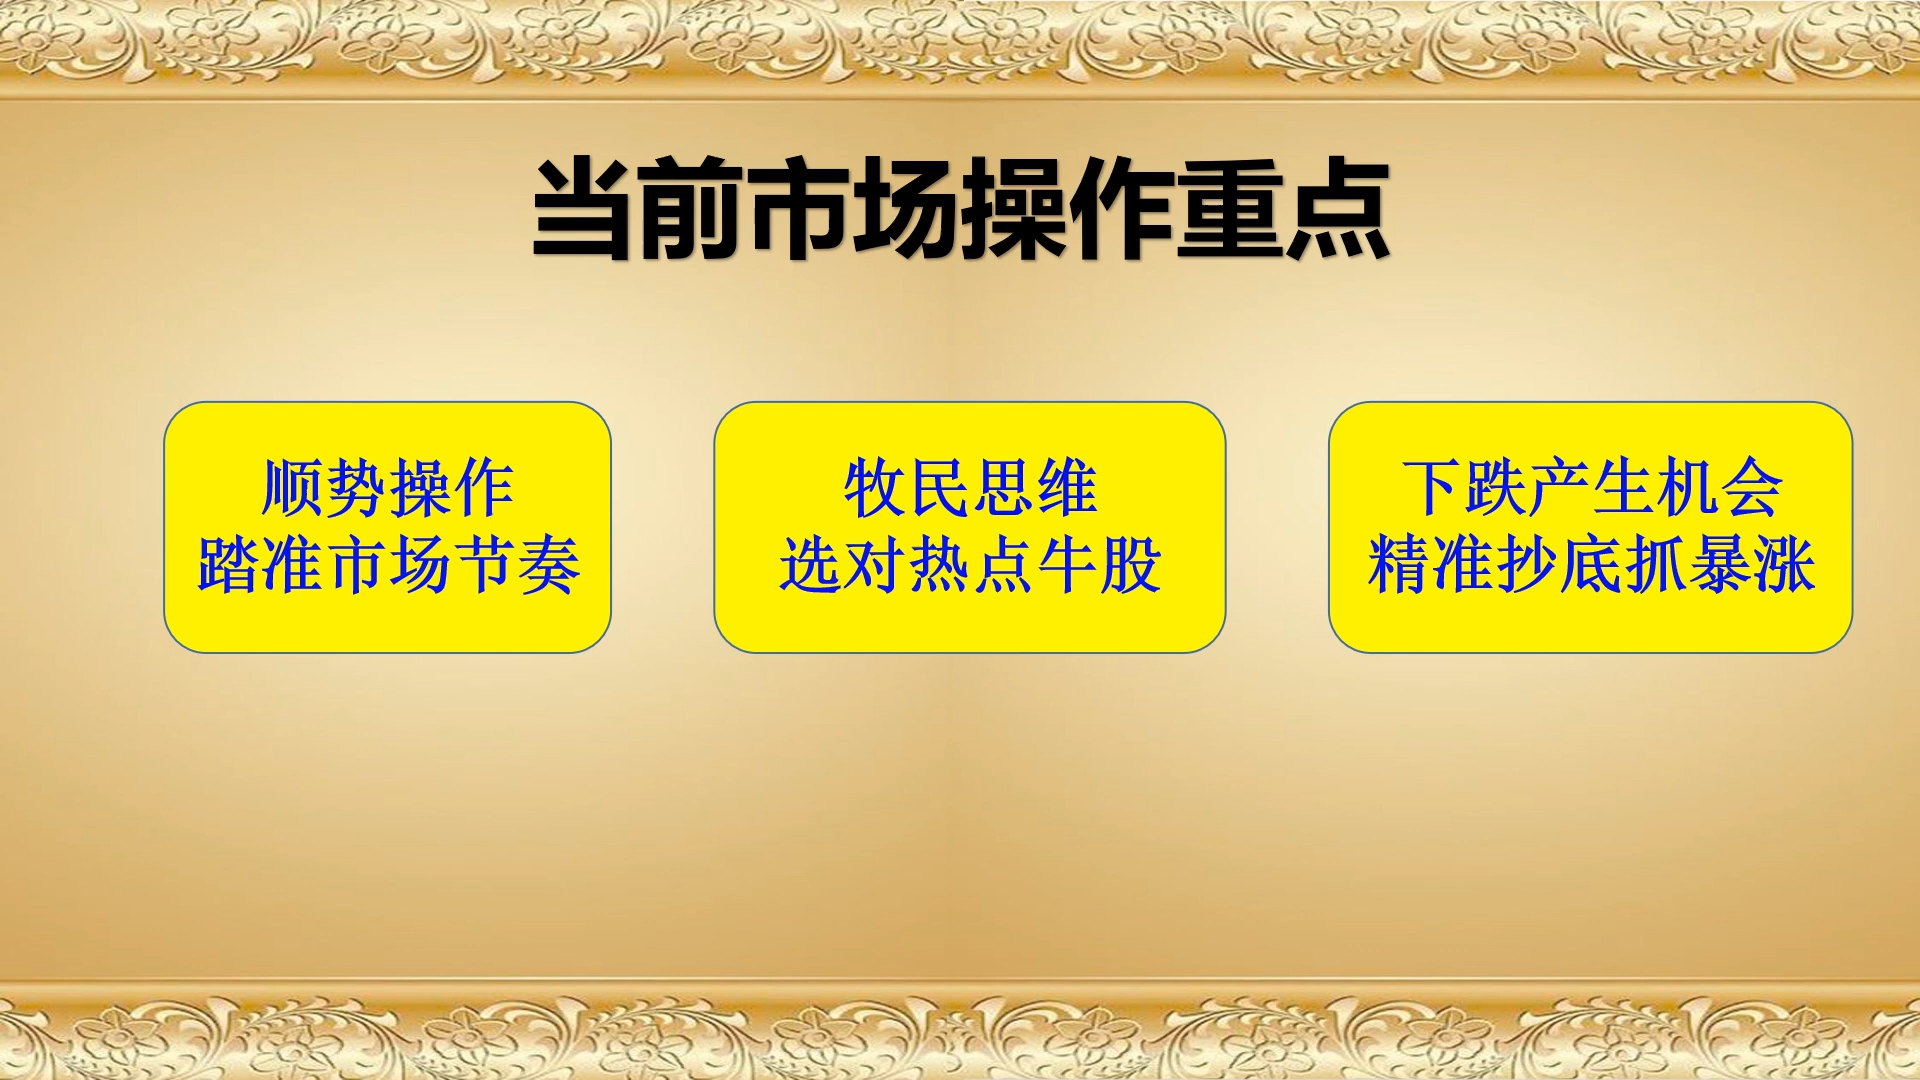 当前市场操作重点
顺势操作
踏准市场节奏
牧民思维
选对热点牛股
下跌产生机会
精准抄底抓暴涨